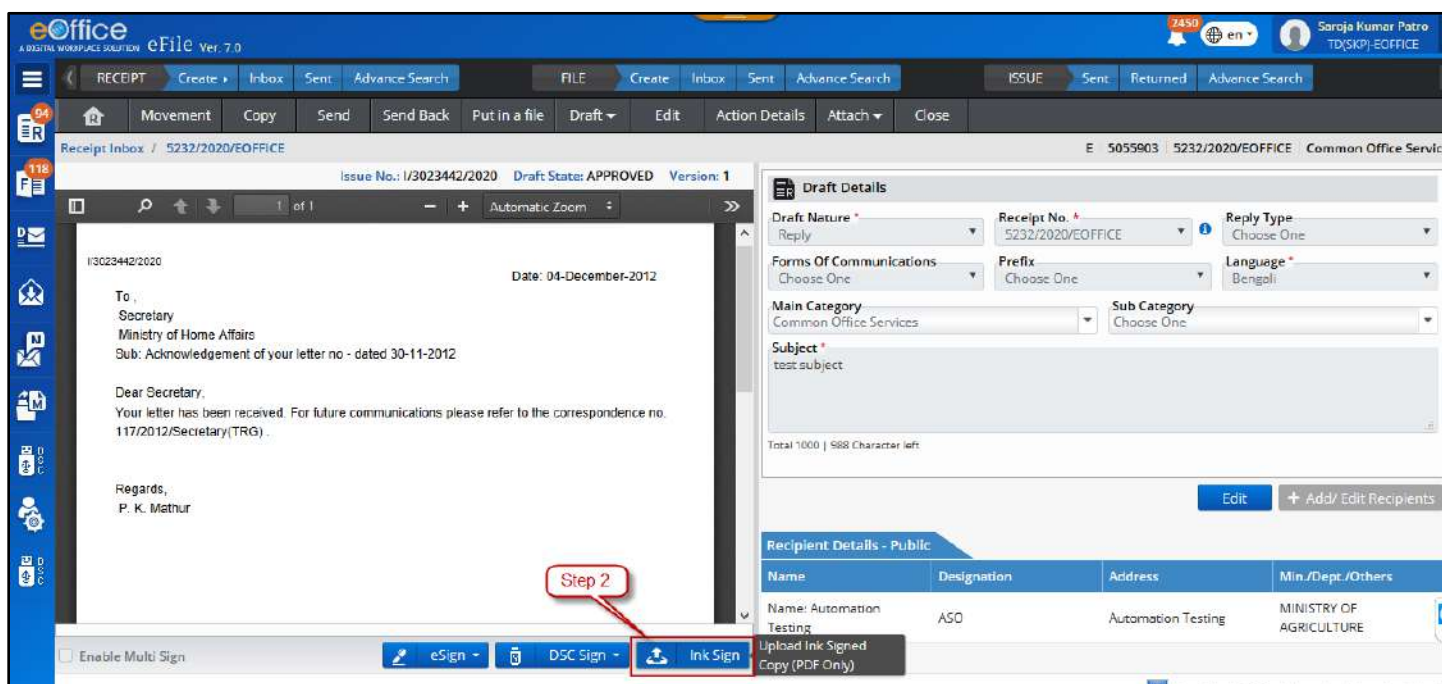 eOffice
A DIGITAL WORKPLACE SOLUTION eFile Ver. 7.0
2450 en Saroja Kumar Patro
TD(SKP)-EOFFICE
RECEIPT Create Inbox Sent Advance Search FILE Create Inbox Sent Advance Search ISSUE Sent Returned Advance Search
94 R Movement Copy Send Send Back Put in a file Draft Edit Action Details Attach Close
Receipt Inbox / 5232/2020/EOFFICE E 5055903 5232/2020/EOFFICE Common Office Servic
118 F
Issue No.: I/3023442/2020 Draft State: APPROVED Version: 1
1 of 1 Automatic Zoom
I/3023442/2020
Date: 04-December-2012
To ,
Secretary
Ministry of Home Affairs
Sub: Acknowledgement of your letter no - dated 30-11-2012
Dear Secretary,
Your letter has been received. For future communications please refer to the correspondence no.
117/2012/Secretary(TRG) .
Regards,
P. K. Mathur
D
N
M
DSC
DSC
Draft Details
Draft Nature * Receipt No. * Reply Type
Reply 5232/2020/EOFFICE Choose One
Forms Of Communications Prefix Language *
Choose One Choose One Bengali
Main Category Sub Category
Common Office Services Choose One
Subject *
test subject
Total 1000 | 988 Character left
Edit + Add/ Edit Recipients
Recipient Details - Public
Name Designation Address Min./Dept./Others
Name: Automation Testing ASO Automation Testing MINISTRY OF AGRICULTURE
Step 2
Enable Multi Sign eSign DSC Sign Ink Sign
Upload Ink Signed
Copy (PDF Only)